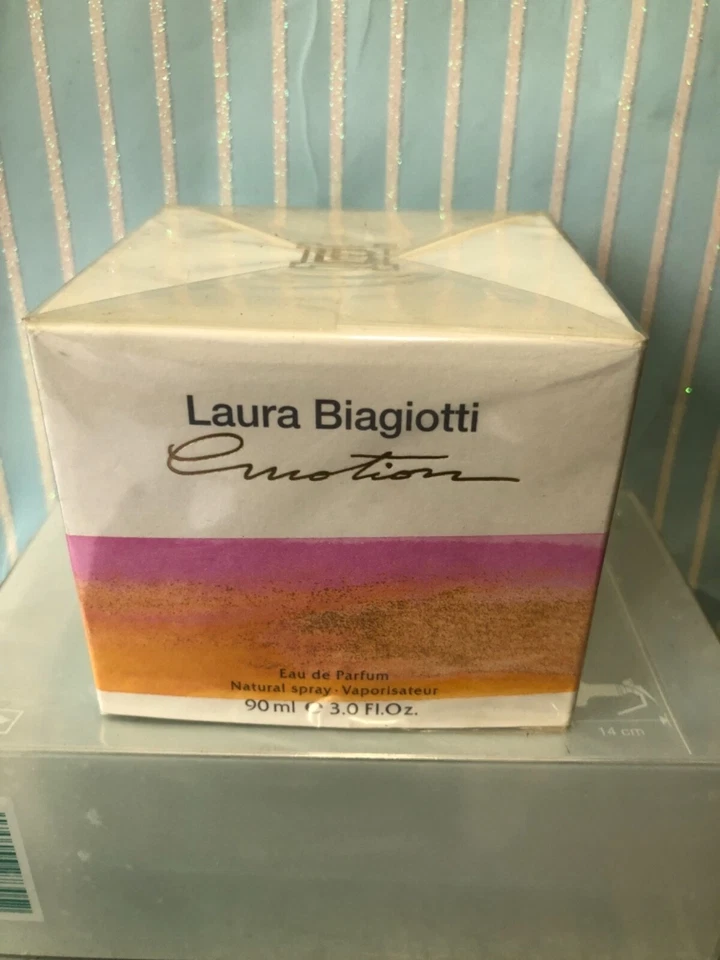 Laura Biagiotti
emotion
Eau de Parfum
Natural spray · Vaporisateur
90 ml ℮ 3.0 Fl.Oz.
14 cm